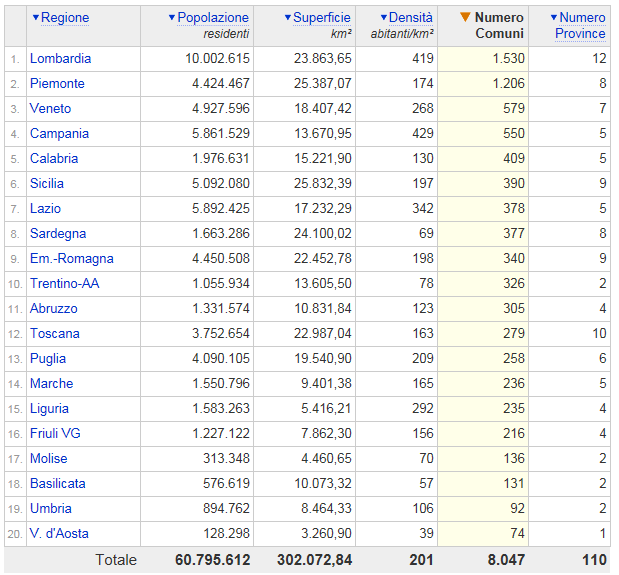 ▼Regione ▼Popolazione residenti ▼Superficie km² ▼Densità abitanti/km² ▼ Numero Comuni ▼Numero Province
1. Lombardia 10.002.615 23.863,65 419 1.530 12
2. Piemonte 4.424.467 25.387,07 174 1.206 8
3. Veneto 4.927.596 18.407,42 268 579 7
4. Campania 5.861.529 13.670,95 429 550 5
5. Calabria 1.976.631 15.221,90 130 409 5
6. Sicilia 5.092.080 25.832,39 197 390 9
7. Lazio 5.892.425 17.232,29 342 378 5
8. Sardegna 1.663.286 24.100,02 69 377 8
9. Em.-Romagna 4.450.508 22.452,78 198 340 9
10. Trentino-AA 1.055.934 13.605,50 78 326 2
11. Abruzzo 1.331.574 10.831,84 123 305 4
12. Toscana 3.752.654 22.987,04 163 279 10
13. Puglia 4.090.105 19.540,90 209 258 6
14. Marche 1.550.796 9.401,38 165 236 5
15. Liguria 1.583.263 5.416,21 292 235 4
16. Friuli VG 1.227.122 7.862,30 156 216 4
17. Molise 313.348 4.460,65 70 136 2
18. Basilicata 576.619 10.073,32 57 131 2
19. Umbria 894.762 8.464,33 106 92 2
20. V. d'Aosta 128.298 3.260,90 39 74 1
Totale 60.795.612 302.072,84 201 8.047 110